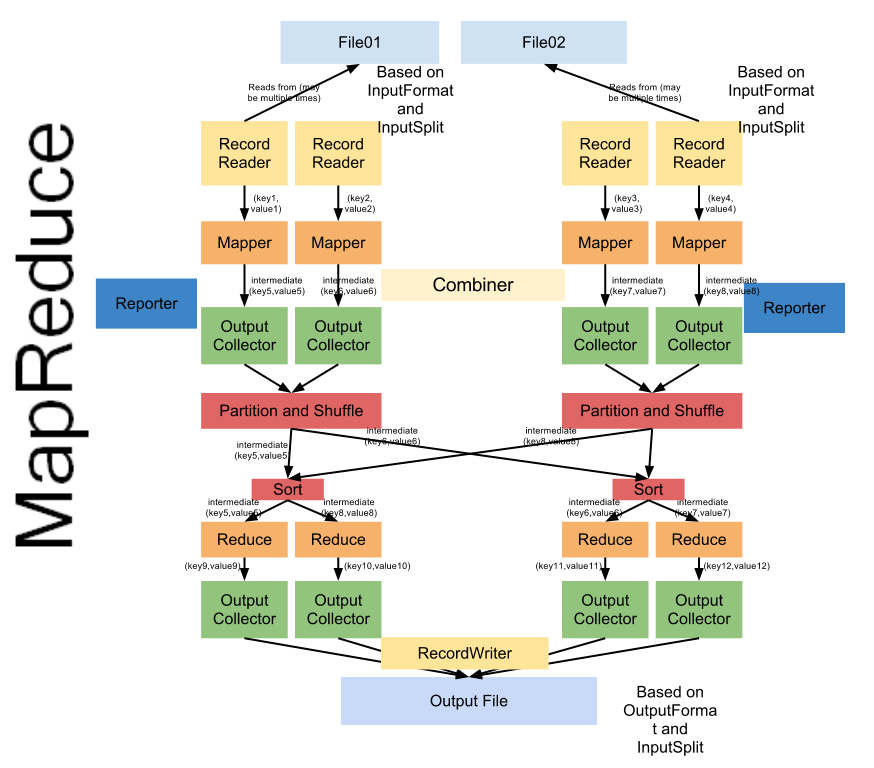 MapReduce
File01
File02
Reads from (may
be multiple times)
Based on
InputFormat
and
InputSplit
Reads from (may
be multiple times)
Based on
InputFormat
and
InputSplit
Record
Reader
Record
Reader
Record
Reader
Record
Reader
(key1,
value1)
(key2,
value2)
(key3,
value3)
(key4,
value4)
Mapper
Mapper
Mapper
Mapper
Reporter
intermediate
(key5,value5)
intermediate
(key6,value6)
Combiner
intermediate
(key7,value7)
intermediate
(key8,value8)
Reporter
Output
Collector
Output
Collector
Output
Collector
Output
Collector
Partition and Shuffle
Partition and Shuffle
intermediate
(key5,value5)
intermediate
(key6,value6)
intermediate
(key8,value8)
Sort
Sort
intermediate
(key5,value5)
intermediate
(key8,value8)
intermediate
(key6,value6)
intermediate
(key7,value7)
Reduce
Reduce
Reduce
Reduce
(key9,value9)
(key10,value10)
(key11,value11)
(key12,value12)
Output
Collector
Output
Collector
Output
Collector
Output
Collector
RecordWriter
Output File
Based on
OutputForma
t and
InputSplit